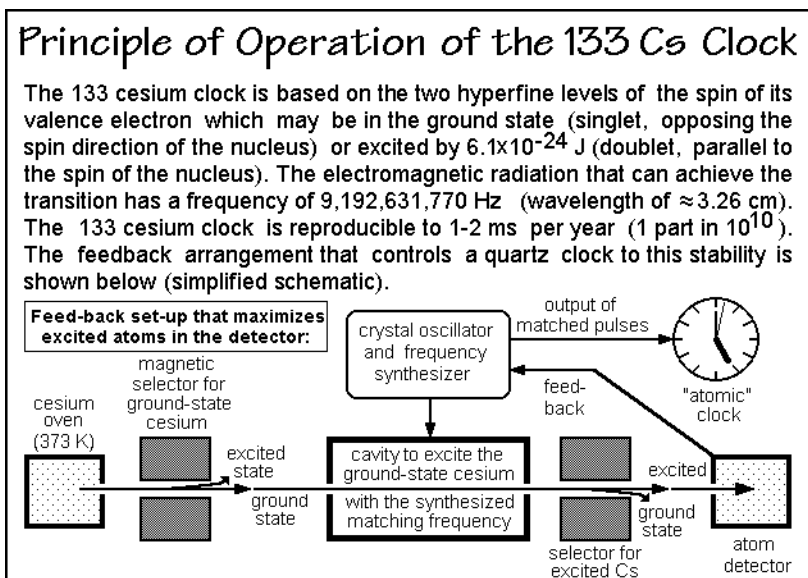 Principle of Operation of the 133 Cs Clock
The 133 cesium clock is based on the two hyperfine levels of the spin of its
valence electron which may be in the ground state (singlet, opposing the
spin direction of the nucleus) or excited by 6.1x10⁻²⁴ J (doublet, parallel to
the spin of the nucleus). The electromagnetic radiation that can achieve the
transition has a frequency of 9,192,631,770 Hz (wavelength of ≈3.26 cm).
The 133 cesium clock is reproducible to 1-2 ms per year (1 part in 10¹⁰).
The feedback arrangement that controls a quartz clock to this stability is
shown below (simplified schematic).
Feed-back set-up that maximizes
excited atoms in the detector:
crystal oscillator
and frequency
synthesizer
output of
matched pulses
feed-
back
"atomic"
clock
cesium
oven
(373 K)
magnetic
selector for
ground-state
cesium
excited
state
ground
state
cavity to excite the
ground-state cesium
with the synthesized
matching frequency
selector for
excited Cs
excited
ground
state
atom
detector